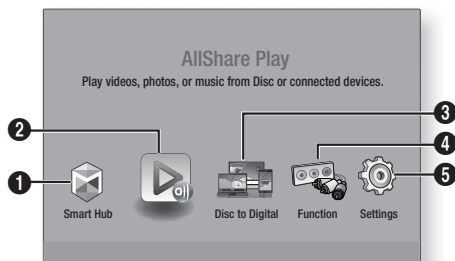 AllShare Play
Play videos, photos, or music from Disc or connected devices.
2
3
4
1
5
Smart Hub
Disc to Digital
Function
Settings